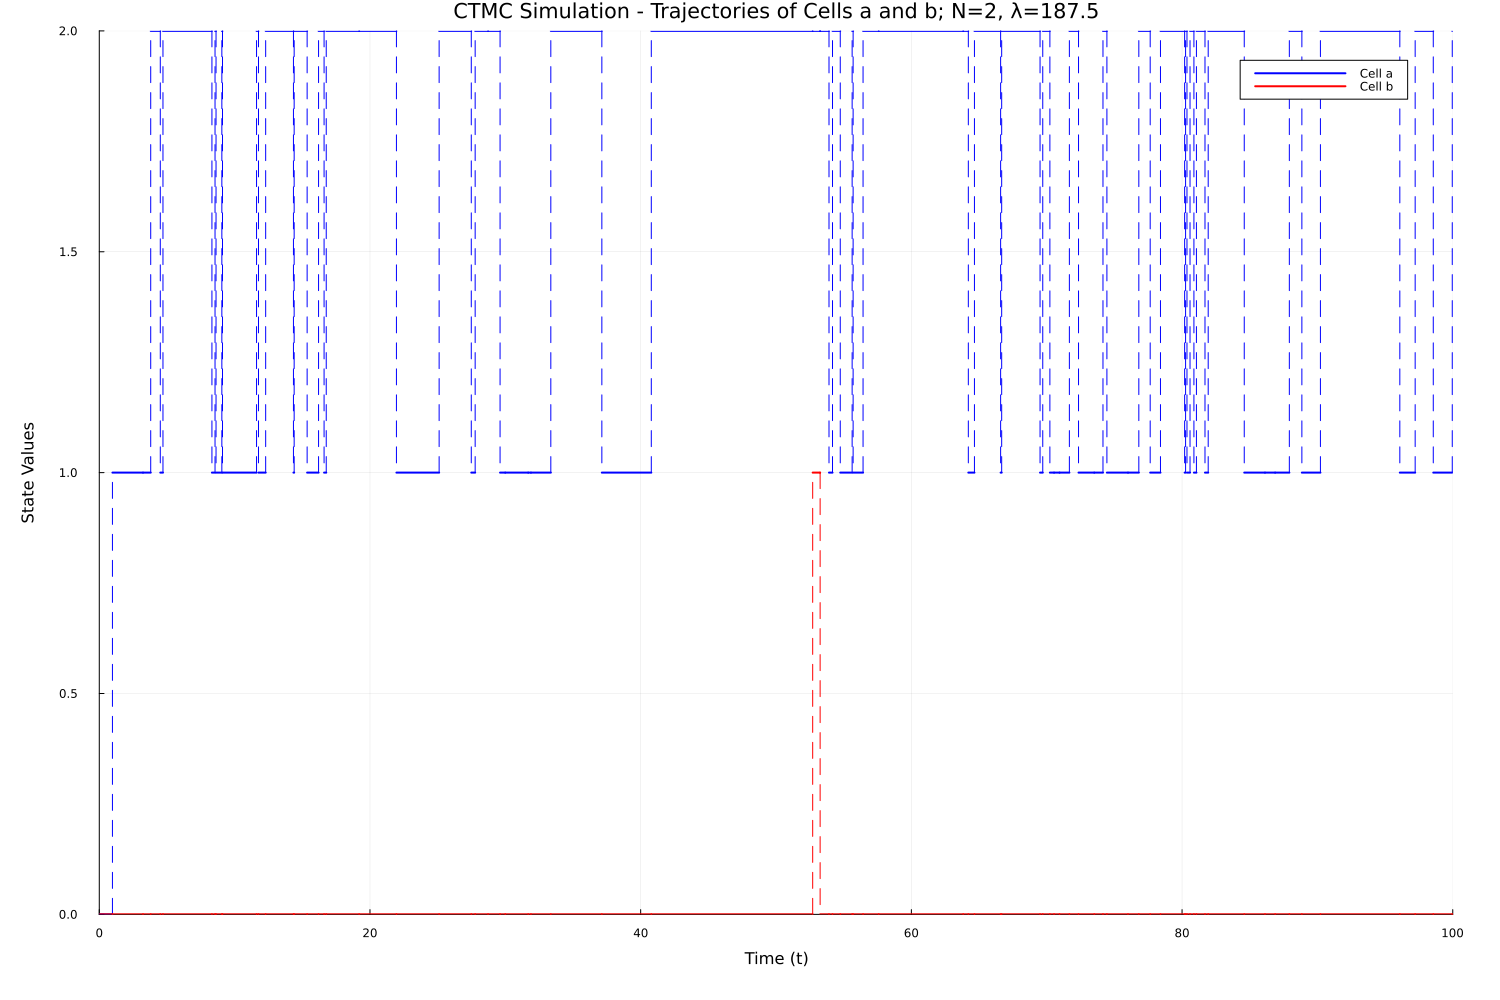 CTMC Simulation - Trajectories of Cells a and b; N=2, λ=187.5
2.0
Cell a
Cell b
1.5
1.0
State Values
0.5
0.0
0 20 40 60 80 100
Time (t)